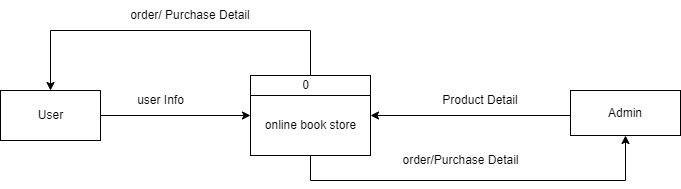 order/ Purchase Detail
0
user Info
Product Detail
User
online book store
Admin
order/Purchase Detail